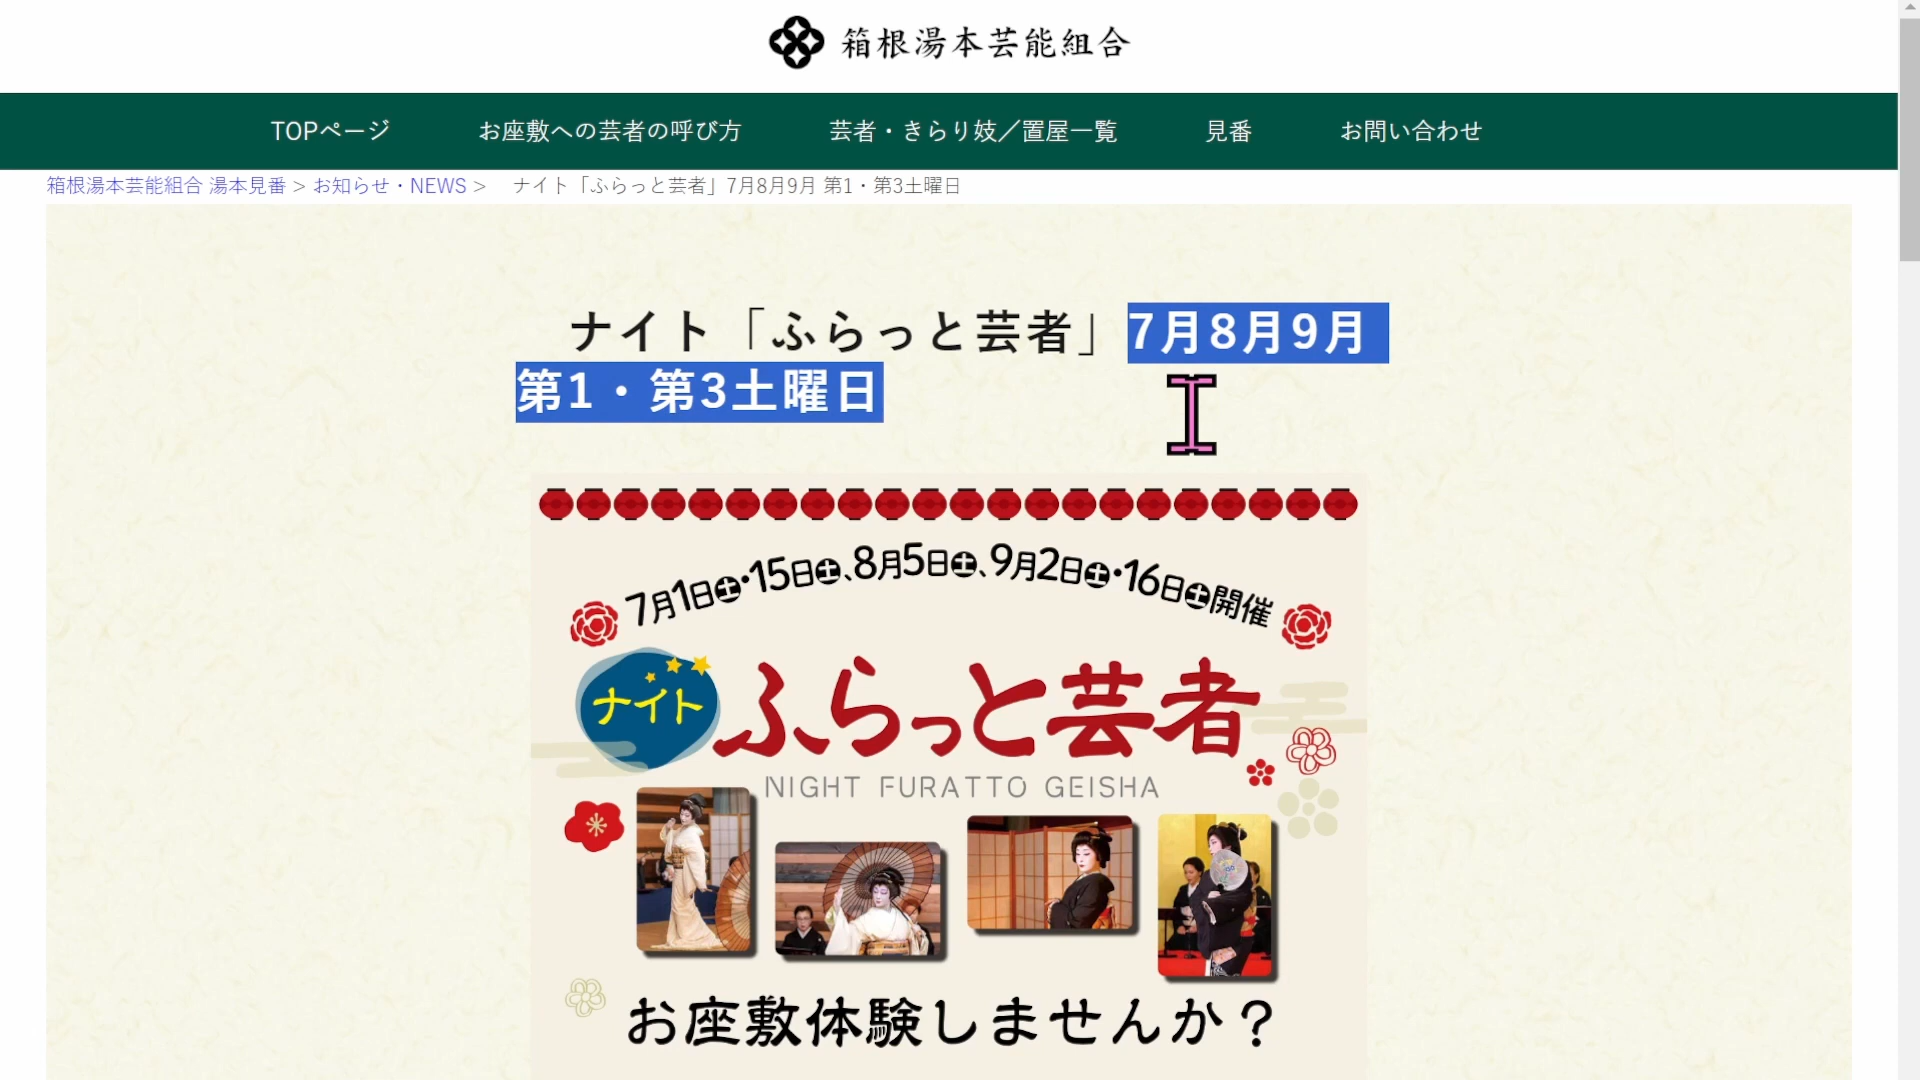 箱根湯本芸能組合
TOPページ お座敷への芸者の呼び方 芸者・きらり妓／置屋一覧 見番 お問い合わせ
箱根湯本芸能組合 湯本見番 > お知らせ・NEWS > ナイト「ふらっと芸者」7月8月9月 第1・第3土曜日
ナイト「ふらっと芸者」7月8月9月
第1・第3土曜日
7月1日土・15日土、8月5日土、9月2日土・16日土開催
ナイト
ふらっと芸者
NIGHT FURATTO GEISHA
お座敷体験しませんか？